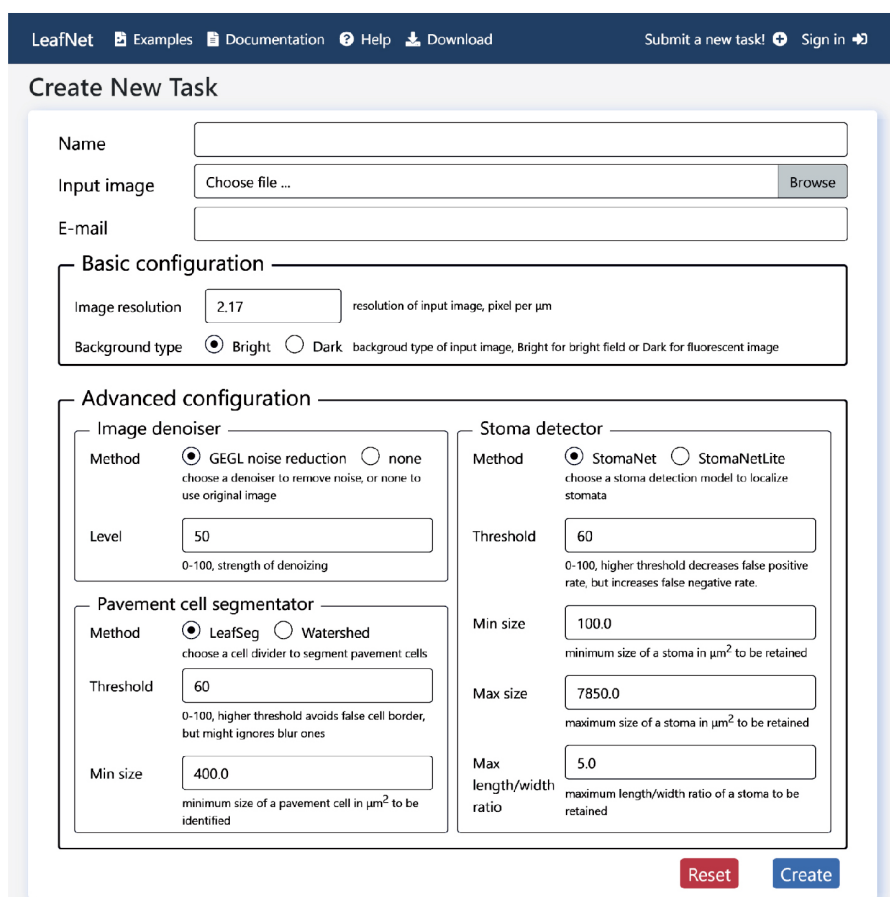 LeafNet Examples Documentation Help Download Submit a new task! Sign in
Create New Task
Name
Input image Choose file ... Browse
E-mail
Basic configuration
Image resolution 2.17 resolution of input image, pixel per µm
Background type Bright Dark backgroud type of input image, Bright for bright field or Dark for fluorescent image
Advanced configuration
Image denoiser
Method GEGL noise reduction none
choose a denoiser to remove noise, or none to
use original image
Level 50
0-100, strength of denoizing
Pavement cell segmentator
Method LeafSeg Watershed
choose a cell divider to segment pavement cells
Threshold 60
0-100, higher threshold avoids false cell border,
but might ignores blur ones
Min size 400.0
minimum size of a pavement cell in µm² to be
identified
Stoma detector
Method StomaNet StomaNetLite
choose a stoma detection model to localize
stomata
Threshold 60
0-100, higher threshold decreases false positive
rate, but increases false negative rate.
Min size 100.0
minimum size of a stoma in µm² to be retained
Max size 7850.0
maximum size of a stoma in µm² to be retained
Max
length/width
ratio
5.0
maximum length/width ratio of a stoma to be
retained
Reset Create